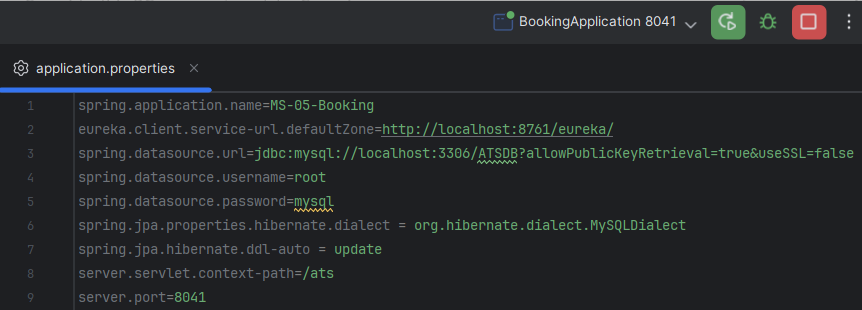 BookingApplication 8041
application.properties
1 spring.application.name=MS-05-Booking
2 eureka.client.service-url.defaultZone=http://localhost:8761/eureka/
3 spring.datasource.url=jdbc:mysql://localhost:3306/ATSDB?allowPublicKeyRetrieval=true&useSSL=false
4 spring.datasource.username=root
5 spring.datasource.password=mysql
6 spring.jpa.properties.hibernate.dialect = org.hibernate.dialect.MySQLDialect
7 spring.jpa.hibernate.ddl-auto = update
8 server.servlet.context-path=/ats
9 server.port=8041